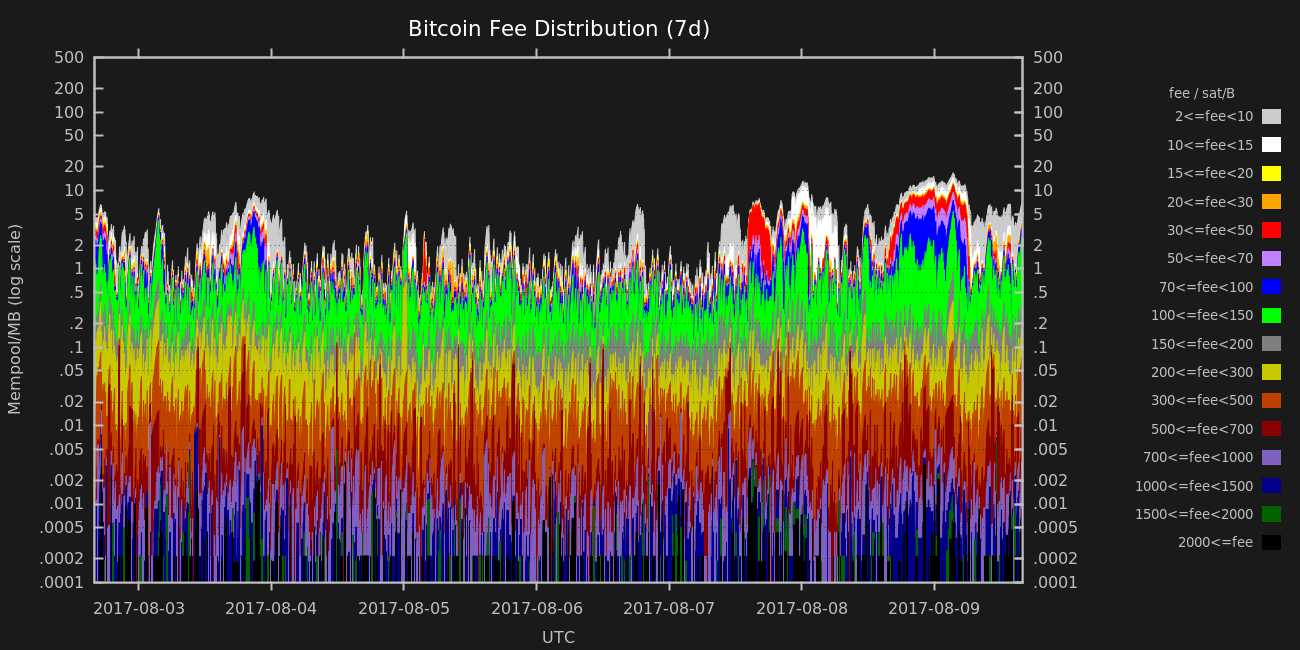 Bitcoin Fee Distribution (7d)
Mempool/MB (log scale)
500
200
100
50
20
10
5
2
1
.5
.2
.1
.05
.02
.01
.005
.002
.001
.0005
.0002
.0001
500
200
100
50
20
10
5
2
1
.5
.2
.1
.05
.02
.01
.005
.002
.001
.0005
.0002
.0001
2017-08-03 2017-08-04 2017-08-05 2017-08-06 2017-08-07 2017-08-08 2017-08-09
UTC
fee / sat/B
2<=fee<10
10<=fee<15
15<=fee<20
20<=fee<30
30<=fee<50
50<=fee<70
70<=fee<100
100<=fee<150
150<=fee<200
200<=fee<300
300<=fee<500
500<=fee<700
700<=fee<1000
1000<=fee<1500
1500<=fee<2000
2000<=fee